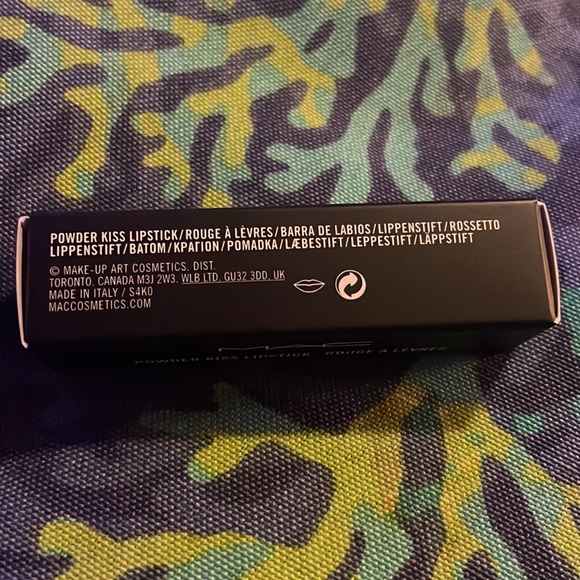 POWDER KISS LIPSTICK/ROUGE À LÈVRES/BARRA DE LABIOS/LIPPENSTIFT/ROSSETTO
LIPPENSTIFT/BATOM/ΚΡΑΓΙΟΝ/POMADKA/LÆBESTIFT/LEPPESTIFT/LÄPPSTIFT
© MAKE-UP ART COSMETICS, DIST.
TORONTO, CANADA M3J 2W3, WLB LTD. GU32 3DD, UK
MADE IN ITALY / S4K0
MACCOSMETICS.COM
MAC
POWDER KISS LIPSTICK ROUGE À LÈVRES